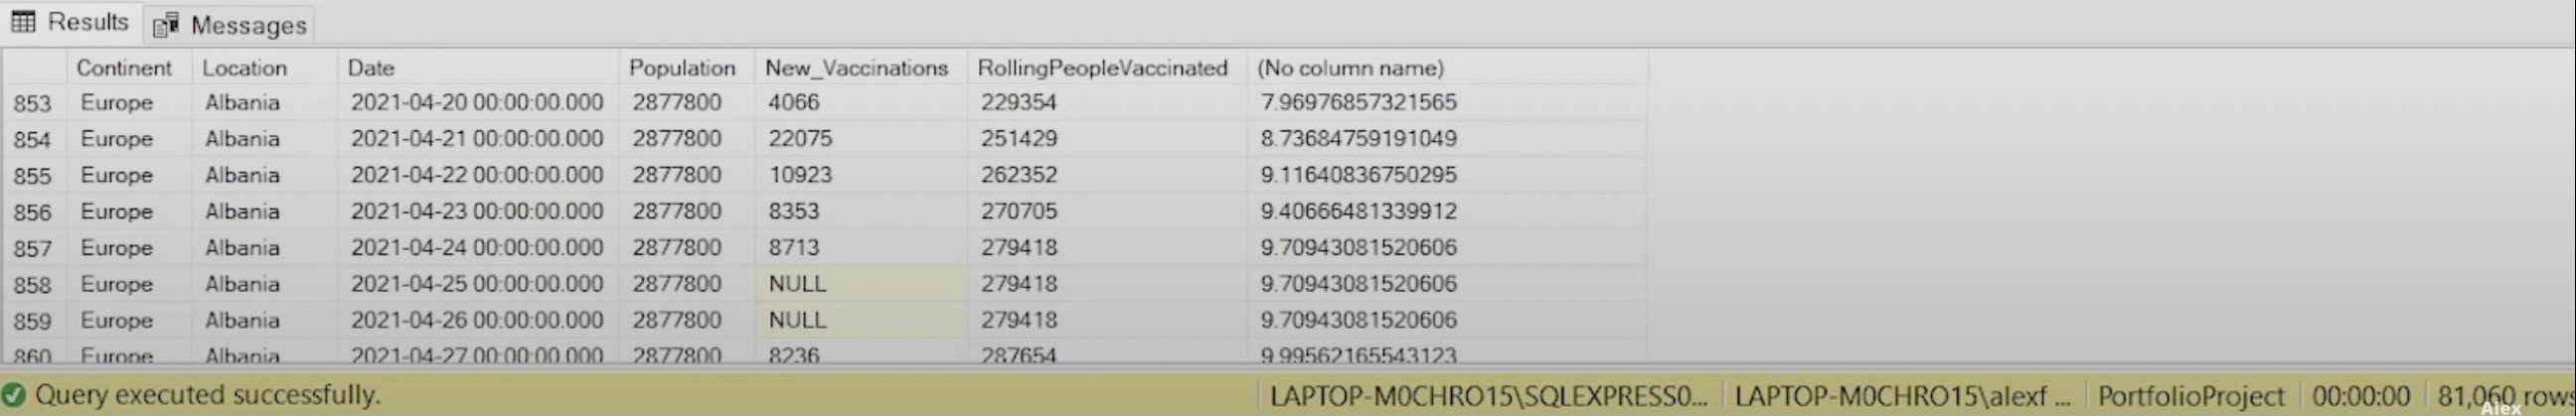 Results Messages
Continent Location Date Population New_Vaccinations RollingPeopleVaccinated (No column name)
853 Europe Albania 2021-04-20 00:00:00.000 2877800 4066 229354 7.96976857321565
854 Europe Albania 2021-04-21 00:00:00.000 2877800 22075 251429 8.73684759191049
855 Europe Albania 2021-04-22 00:00:00.000 2877800 10923 262352 9.11640836750295
856 Europe Albania 2021-04-23 00:00:00.000 2877800 8353 270705 9.40666481339912
857 Europe Albania 2021-04-24 00:00:00.000 2877800 8713 279418 9.70943081520606
858 Europe Albania 2021-04-25 00:00:00.000 2877800 NULL 279418 9.70943081520606
859 Europe Albania 2021-04-26 00:00:00.000 2877800 NULL 279418 9.70943081520606
860 Europe Albania 2021-04-27 00:00:00.000 2877800 8236 287654 9.99562165543123
Query executed successfully. LAPTOP-M0CHRO15\SQLEXPRESS0... LAPTOP-M0CHRO15\alexf ... PortfolioProject 00:00:00 81,060 rows
Alex